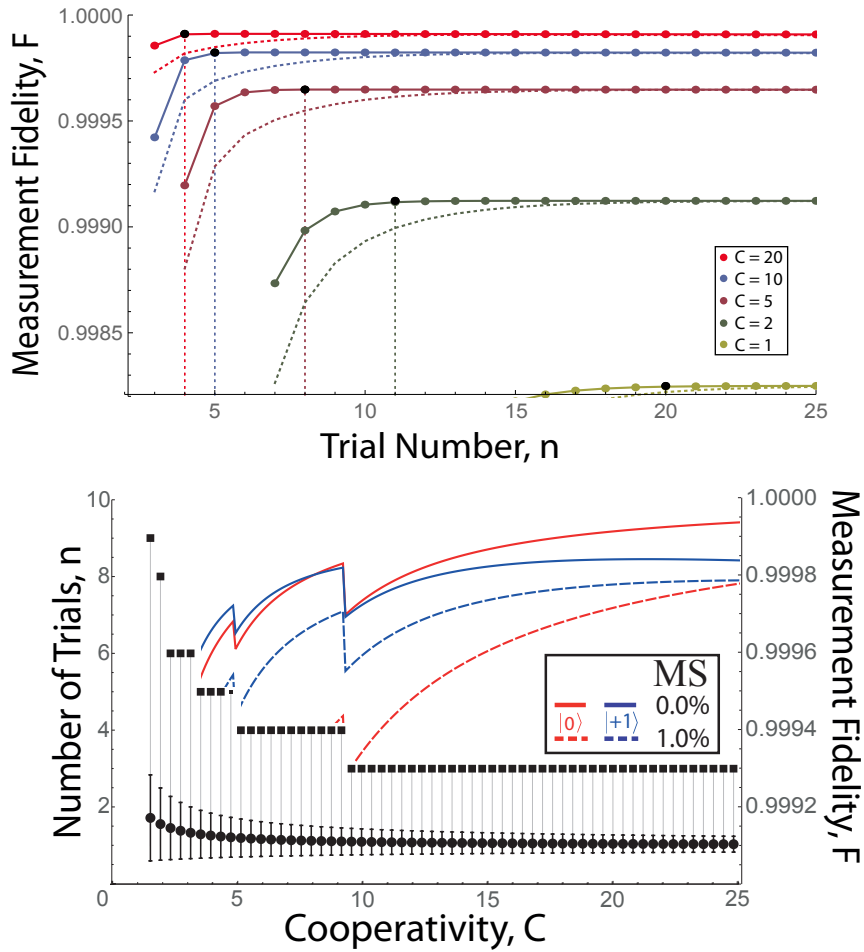 1.0000
0.9995
0.9990
0.9985
Measurement Fidelity, F
5
10
15
20
25
Trial Number, n
C = 20
C = 10
C = 5
C = 2
C = 1
10
8
6
4
2
0
Number of Trials, n
5
10
15
20
25
Cooperativity, C
1.0000
0.9998
0.9996
0.9994
0.9992
Measurement Fidelity, F
MS
0.0%
|0⟩ |+1⟩
1.0%